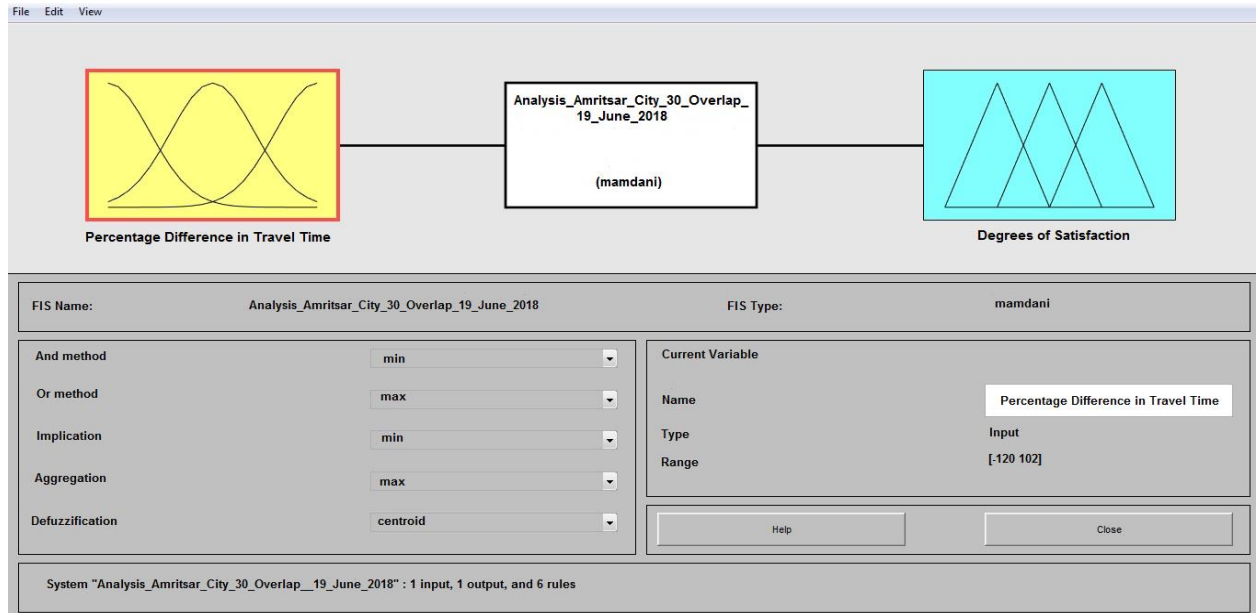 File Edit View
Analysis_Amritsar_City_30_Overlap_
19_June_2018
(mamdani)
Percentage Difference in Travel Time
Degrees of Satisfaction
FIS Name: Analysis_Amritsar_City_30_Overlap_19_June_2018 FIS Type: mamdani
And method min
Or method max
Implication min
Aggregation max
Defuzzification centroid
Current Variable
Name Percentage Difference in Travel Time
Type Input
Range [-120 102]
Help Close
System "Analysis_Amritsar_City_30_Overlap__19_June_2018" : 1 input, 1 output, and 6 rules